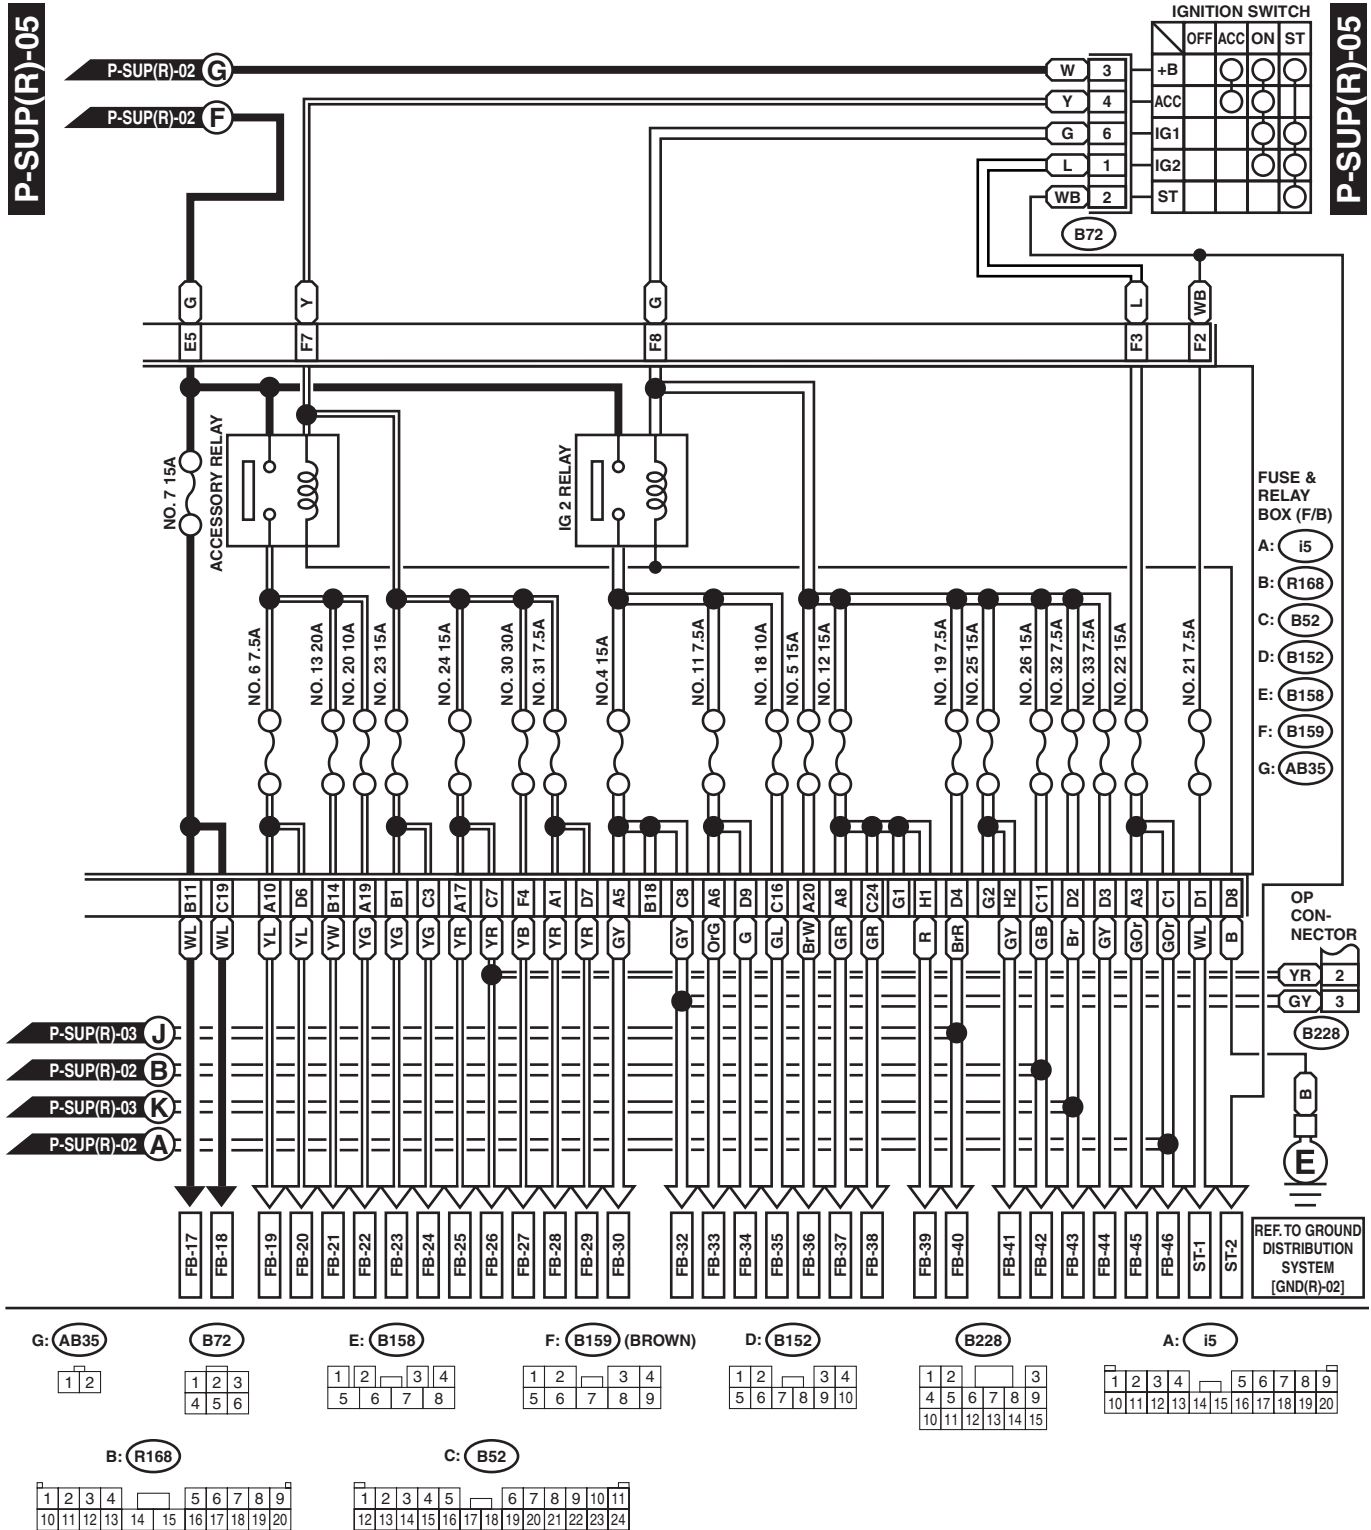 P-SUP(R)-05
P-SUP(R)-05
IGNITION SWITCH
OFF ACC ON ST
P-SUP(R)-02 G
W 3 +B
P-SUP(R)-02 F
Y 4 ACC
G 6 IG1
L 1 IG2
WB 2 ST
B72
G Y G L WB
E5 F7 F8 F3 F2
NO. 7 15A
ACCESSORY RELAY
IG 2 RELAY
FUSE &
RELAY
BOX (F/B)
A: i5
B: R168
C: B52
D: B152
E: B158
F: B159
G: AB35
NO. 6 7.5A
NO. 13 20A
NO. 20 10A
NO. 23 15A
NO. 24 15A
NO. 30 30A
NO. 31 7.5A
NO.4 15A
NO. 11 7.5A
NO. 18 10A
NO. 5 15A
NO. 12 15A
NO. 19 7.5A
NO. 25 15A
NO. 26 15A
NO. 32 7.5A
NO. 33 7.5A
NO. 22 15A
NO. 21 7.5A
B11 C19 A10 D6 B14 A19 B1 C3 A17 C7 F4 A1 D7 A5 B18 C8 A6 D9 C16 A20 A8 C24 G1 H1 D4 G2 H2 C11 D2 D3 A3 C1 D1 D8
WL WL YL YL YW YG YG YG YR YR YB YR YR GY GY OrG G GL BrW GR GR R BrR GY GB Br GY GOr GOr WL B
OP
CON-
NECTOR
YR 2
GY 3
B228
P-SUP(R)-03 J
P-SUP(R)-02 B
P-SUP(R)-03 K
P-SUP(R)-02 A
B
E
FB-17 FB-18 FB-19 FB-20 FB-21 FB-22 FB-23 FB-24 FB-25 FB-26 FB-27 FB-28 FB-29 FB-30 FB-32 FB-33 FB-34 FB-35 FB-36 FB-37 FB-38 FB-39 FB-40 FB-41 FB-42 FB-43 FB-44 FB-45 FB-46 ST-1 ST-2
REF. TO GROUND
DISTRIBUTION
SYSTEM
[GND(R)-02]
G: AB35
1 2
B72
1 2 3
4 5 6
E: B158
1 2 3 4
5 6 7 8
F: B159 (BROWN)
1 2 3 4
5 6 7 8 9
D: B152
1 2 3 4
5 6 7 8 9 10
B228
1 2 3
4 5 6 7 8 9
10 11 12 13 14 15
A: i5
1 2 3 4 5 6 7 8 9
10 11 12 13 14 15 16 17 18 19 20
B: R168
1 2 3 4 5 6 7 8 9
10 11 12 13 14 15 16 17 18 19 20
C: B52
1 2 3 4 5 6 7 8 9 10 11
12 13 14 15 16 17 18 19 20 21 22 23 24